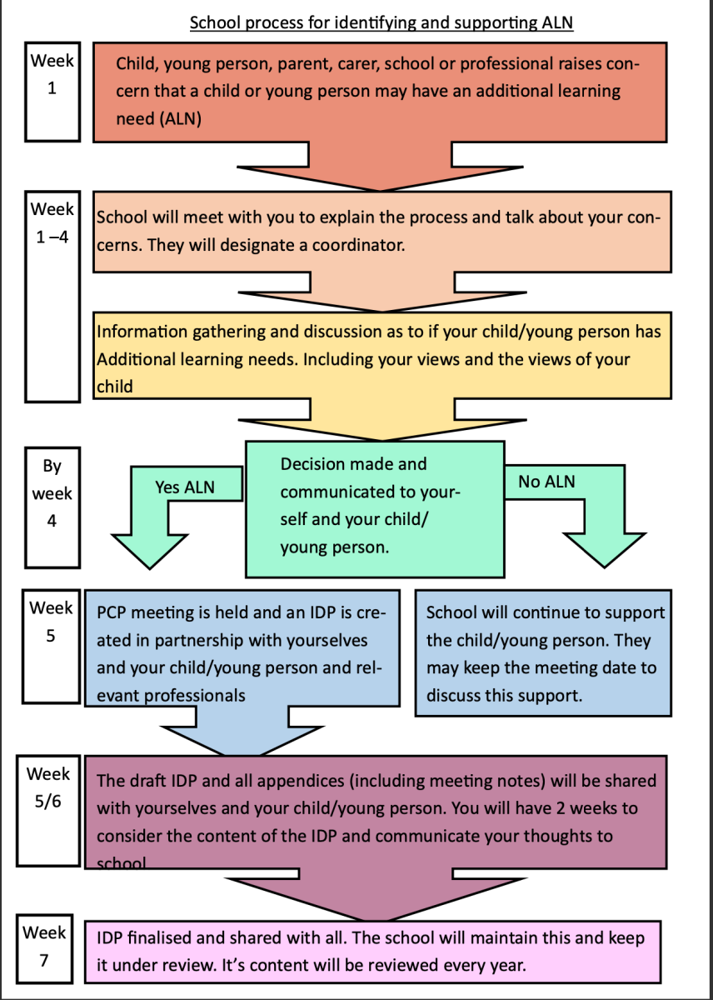 School process for identifying and supporting ALN
Week
1
Child, young person, parent, carer, school or professional raises con-
cern that a child or young person may have an additional learning
need (ALN)
Week
1 –4
School will meet with you to explain the process and talk about your con-
cerns. They will designate a coordinator.
Information gathering and discussion as to if your child/young person has
Additional learning needs. Including your views and the views of your
child
By
week
4
Yes ALN
Decision made and
communicated to your-
self and your child/
young person.
No ALN
Week
5
PCP meeting is held and an IDP is cre-
ated in partnership with yourselves
and your child/young person and rel-
evant professionals
School will continue to support
the child/young person. They
may keep the meeting date to
discuss this support.
Week
5/6
The draft IDP and all appendices (including meeting notes) will be shared
with yourselves and your child/young person. You will have 2 weeks to
consider the content of the IDP and communicate your thoughts to
school
Week
7
IDP finalised and shared with all. The school will maintain this and keep
it under review. It’s content will be reviewed every year.